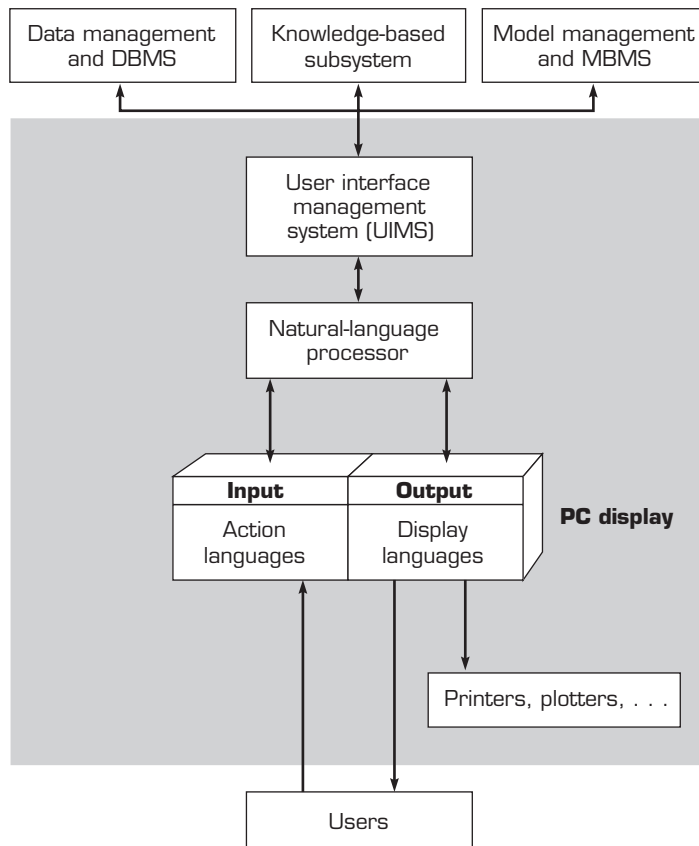 Data management
and DBMS
Knowledge-based
subsystem
Model management
and MBMS
User interface
management
system (UIMS)
Natural-language
processor
Input
Output
Action
languages
Display
languages
PC display
Printers, plotters, . . .
Users